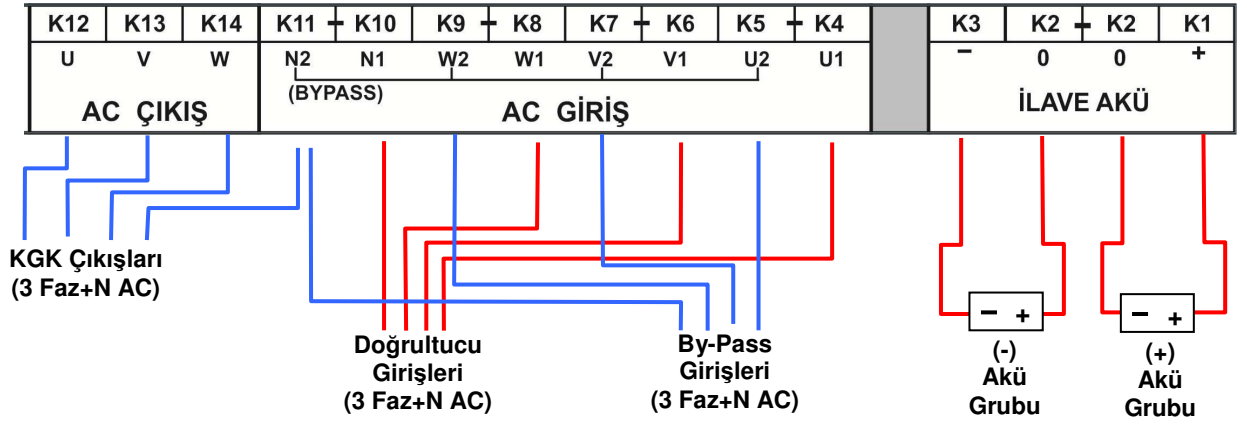 K12 K13 K14 K11 K10 K9 K8 K7 K6 K5 K4 K3 K2 K2 K1
U V W N2 N1 W2 W1 V2 V1 U2 U1 − 0 0 +
(BYPASS)
AC ÇIKIŞ AC GİRİŞ İLAVE AKÜ
KGK Çıkışları
(3 Faz+N AC)
Doğrultucu
Girişleri
(3 Faz+N AC)
By-Pass
Girişleri
(3 Faz+N AC)
− +
(-)
Akü
Grubu
− +
(+)
Akü
Grubu